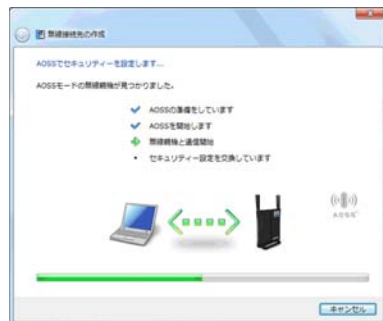 無線接続先の作成
AOSSでセキュリティーを設定します...
AOSSモードの無線親機が見つかりました。
AOSSの準備をしています
AOSSを開始します
無線親機と通信開始
セキュリティー設定を交換しています
AOSS
キャンセル